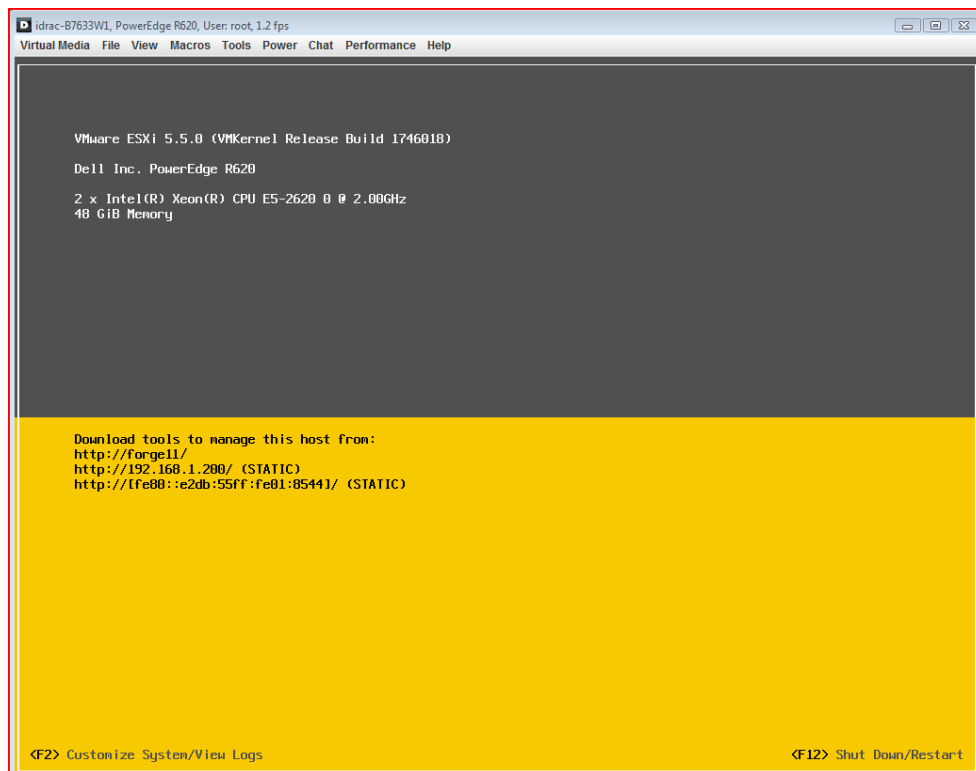 idrac-B7633W1, PowerEdge R620, User: root, 1.2 fps
Virtual Media File View Macros Tools Power Chat Performance Help
VMware ESXi 5.5.0 (VMKernel Release Build 1746018)
Dell Inc. PowerEdge R620
2 x Intel(R) Xeon(R) CPU E5-2620 0 @ 2.00GHz
48 GiB Memory
Download tools to manage this host from:
http://forge11/
http://192.168.1.200/ (STATIC)
http://[fe80::e2db:55ff:fe01:8544]/ (STATIC)
<F2> Customize System/View Logs
<F12> Shut Down/Restart